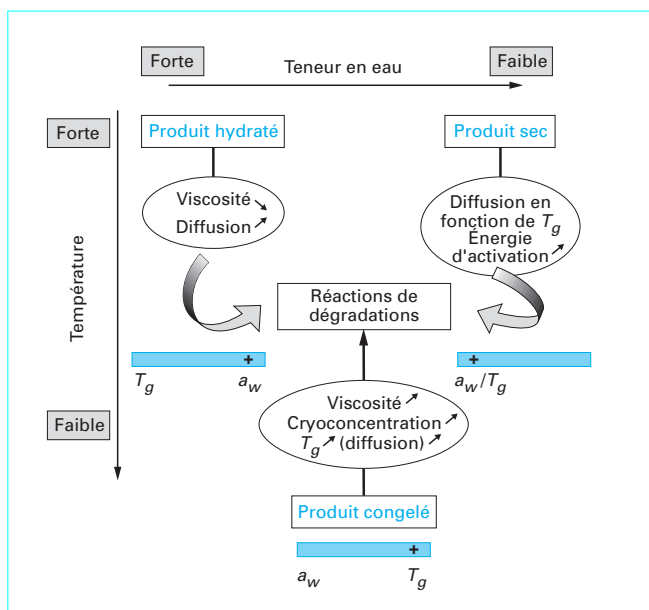 Forte
Teneur en eau
Faible
Forte
Produit hydraté
Produit sec
Viscosité ↘
Diffusion ↗
Diffusion en
fonction de Tg
Énergie
d'activation ↗
Température
Réactions de
dégradations
+
Tg aw
+
aw/Tg
Faible
Viscosité ↗
Cryoconcentration ↗
Tg ↗ (diffusion) ↗
Produit congelé
+
aw Tg